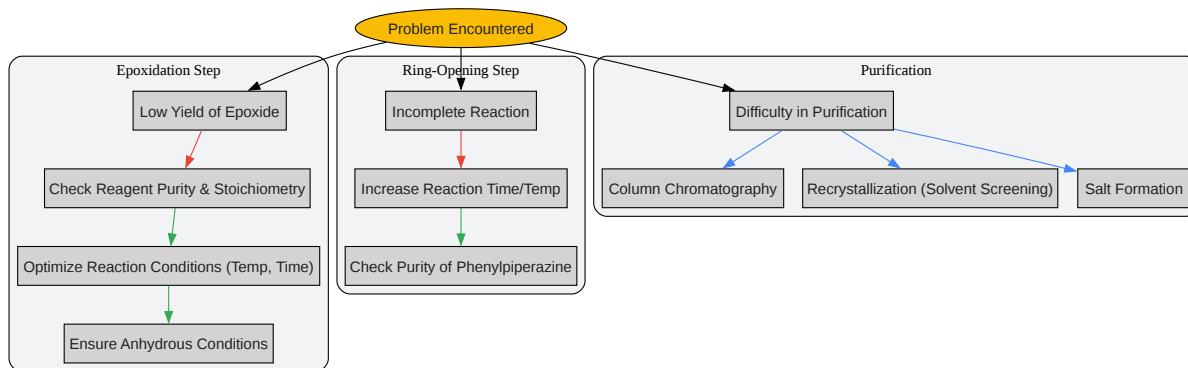 Problem Encountered
Epoxidation Step
Low Yield of Epoxide
Check Reagent Purity & Stoichiometry
Optimize Reaction Conditions (Temp, Time)
Ensure Anhydrous Conditions
Ring-Opening Step
Incomplete Reaction
Increase Reaction Time/Temp
Check Purity of Phenylpiperazine
Purification
Difficulty in Purification
Column Chromatography
Recrystallization (Solvent Screening)
Salt Formation